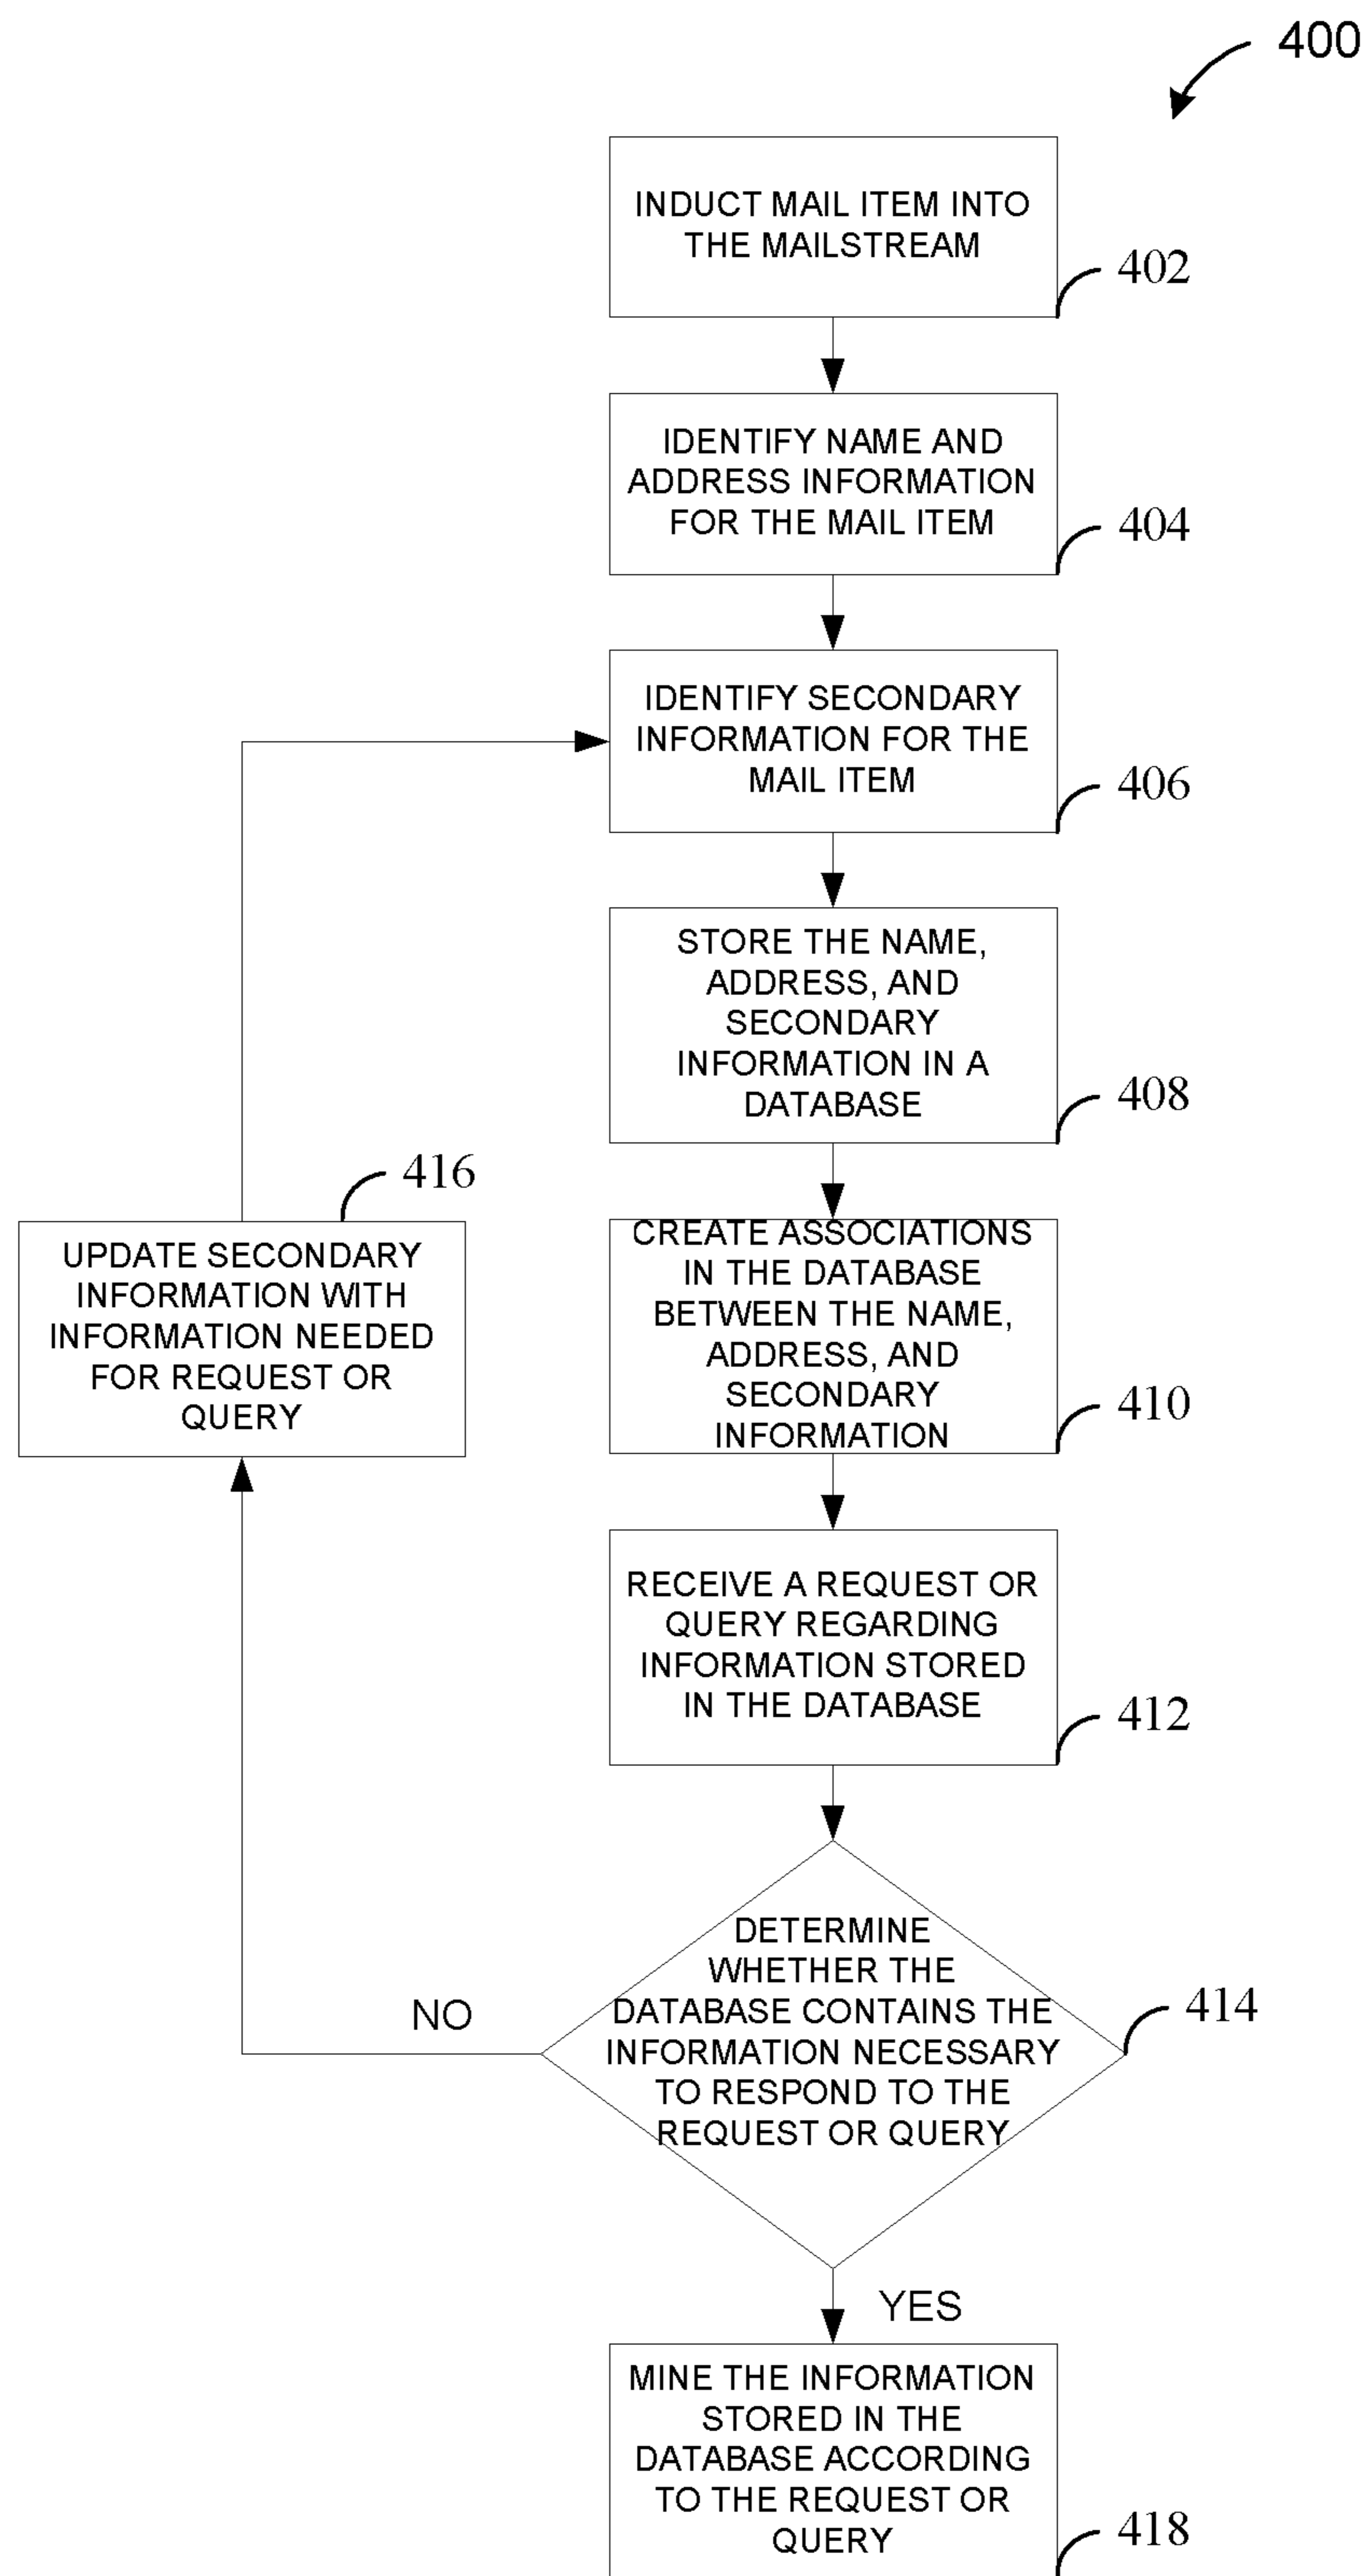 400
INDUCT MAIL ITEM INTO
THE MAILSTREAM
402
IDENTIFY NAME AND
ADDRESS INFORMATION
FOR THE MAIL ITEM
404
IDENTIFY SECONDARY
INFORMATION FOR THE
MAIL ITEM
406
STORE THE NAME,
ADDRESS, AND
SECONDARY
INFORMATION IN A
DATABASE
408
416
UPDATE SECONDARY
INFORMATION WITH
INFORMATION NEEDED
FOR REQUEST OR
QUERY
CREATE ASSOCIATIONS
IN THE DATABASE
BETWEEN THE NAME,
ADDRESS, AND
SECONDARY
INFORMATION
410
RECEIVE A REQUEST OR
QUERY REGARDING
INFORMATION STORED
IN THE DATABASE
412
DETERMINE
WHETHER THE
DATABASE CONTAINS THE
INFORMATION NECESSARY
TO RESPOND TO THE
REQUEST OR QUERY
414
NO
YES
MINE THE INFORMATION
STORED IN THE
DATABASE ACCORDING
TO THE REQUEST OR
QUERY
418